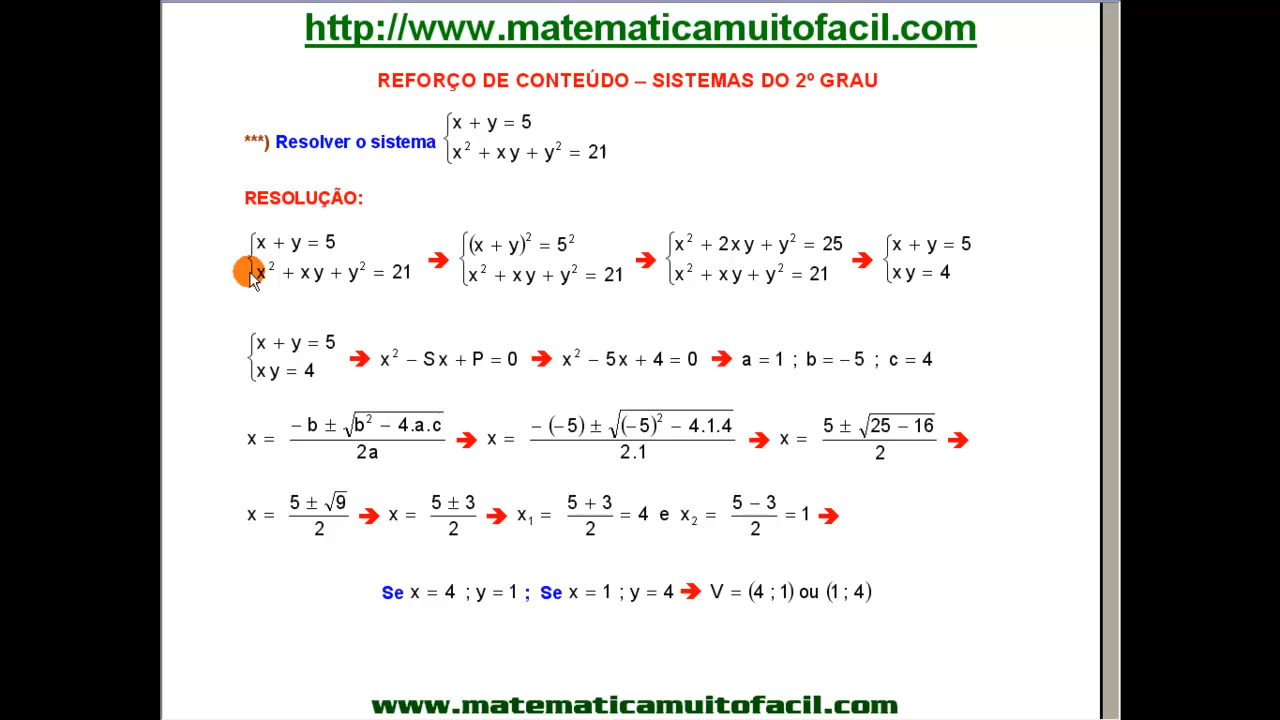 http://www.matematicamuitofacil.com
REFORÇO DE CONTEÚDO – SISTEMAS DO 2º GRAU
***) Resolver o sistema { x + y = 5
x² + xy + y² = 21
RESOLUÇÃO:
{ x + y = 5 ; x² + xy + y² = 21 ➔ { (x + y)² = 5² ; x² + xy + y² = 21 ➔ { x² + 2xy + y² = 25 ; x² + xy + y² = 21 ➔ { x + y = 5 ; xy = 4
{ x + y = 5 ; xy = 4 ➔ x² − Sx + P = 0 ➔ x² − 5x + 4 = 0 ➔ a = 1 ; b = − 5 ; c = 4
x = (− b ± √(b² − 4.a.c)) / 2a ➔ x = (− (− 5) ± √((− 5)² − 4.1.4)) / 2.1 ➔ x = (5 ± √(25 − 16)) / 2 ➔
x = (5 ± √9) / 2 ➔ x = (5 ± 3) / 2 ➔ x₁ = (5 + 3) / 2 = 4 e x₂ = (5 − 3) / 2 = 1 ➔
Se x = 4 ; y = 1 ; Se x = 1 ; y = 4 ➔ V = (4 ; 1) ou (1 ; 4)
www.matematicamuitofacil.com